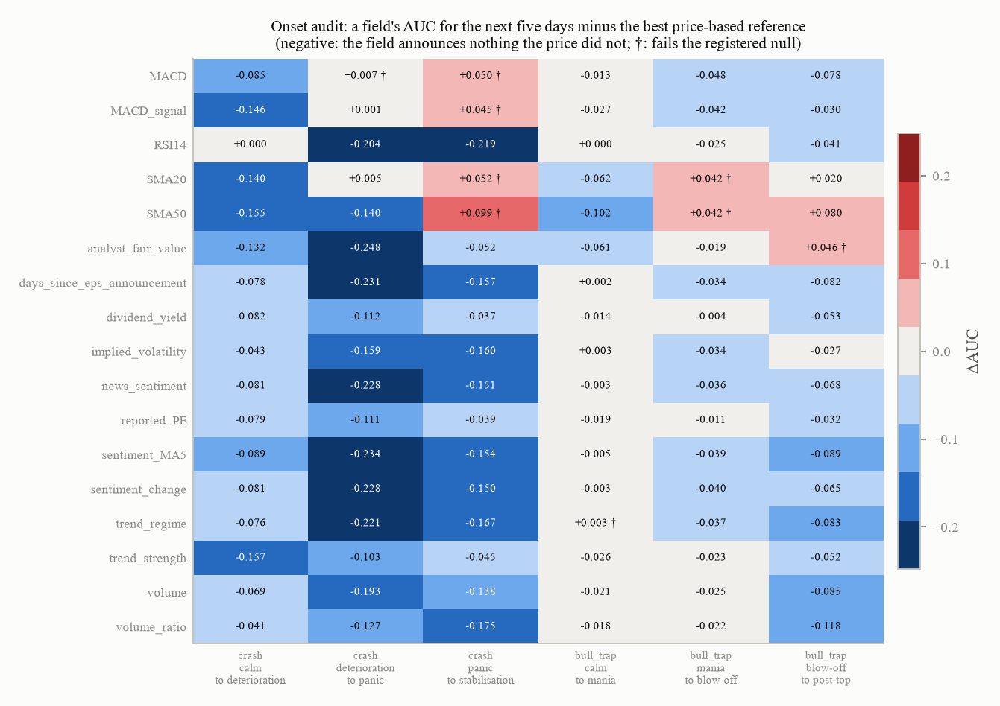 Onset audit: a field's AUC for the next five days minus the best price-based reference
(negative: the field announces nothing the price did not; †: fails the registered null)
MACD -0.085 +0.007 † +0.050 † -0.013 -0.048 -0.078
MACD_signal -0.146 +0.001 +0.045 † -0.027 -0.042 -0.030
RSI14 +0.000 -0.204 -0.219 +0.000 -0.025 -0.041
SMA20 -0.140 +0.005 +0.052 † -0.062 +0.042 † +0.020
SMA50 -0.155 -0.140 +0.099 † -0.102 +0.042 † +0.080
analyst_fair_value -0.132 -0.248 -0.052 -0.061 -0.019 +0.046 †
days_since_eps_announcement -0.078 -0.231 -0.157 +0.002 -0.034 -0.082
dividend_yield -0.082 -0.112 -0.037 -0.014 -0.004 -0.053
implied_volatility -0.043 -0.159 -0.160 +0.003 -0.034 -0.027
news_sentiment -0.081 -0.228 -0.151 -0.003 -0.036 -0.068
reported_PE -0.079 -0.111 -0.039 -0.019 -0.011 -0.032
sentiment_MA5 -0.089 -0.234 -0.154 -0.005 -0.039 -0.089
sentiment_change -0.081 -0.228 -0.150 -0.003 -0.040 -0.065
trend_regime -0.076 -0.221 -0.167 +0.003 † -0.037 -0.083
trend_strength -0.157 -0.103 -0.045 -0.026 -0.023 -0.052
volume -0.069 -0.193 -0.138 -0.021 -0.025 -0.085
volume_ratio -0.041 -0.127 -0.175 -0.018 -0.022 -0.118
crash
calm
to deterioration
crash
deterioration
to panic
crash
panic
to stabilisation
bull_trap
calm
to mania
bull_trap
mania
to blow-off
bull_trap
blow-off
to post-top
0.2
0.1
0.0
−0.1
−0.2
ΔAUC